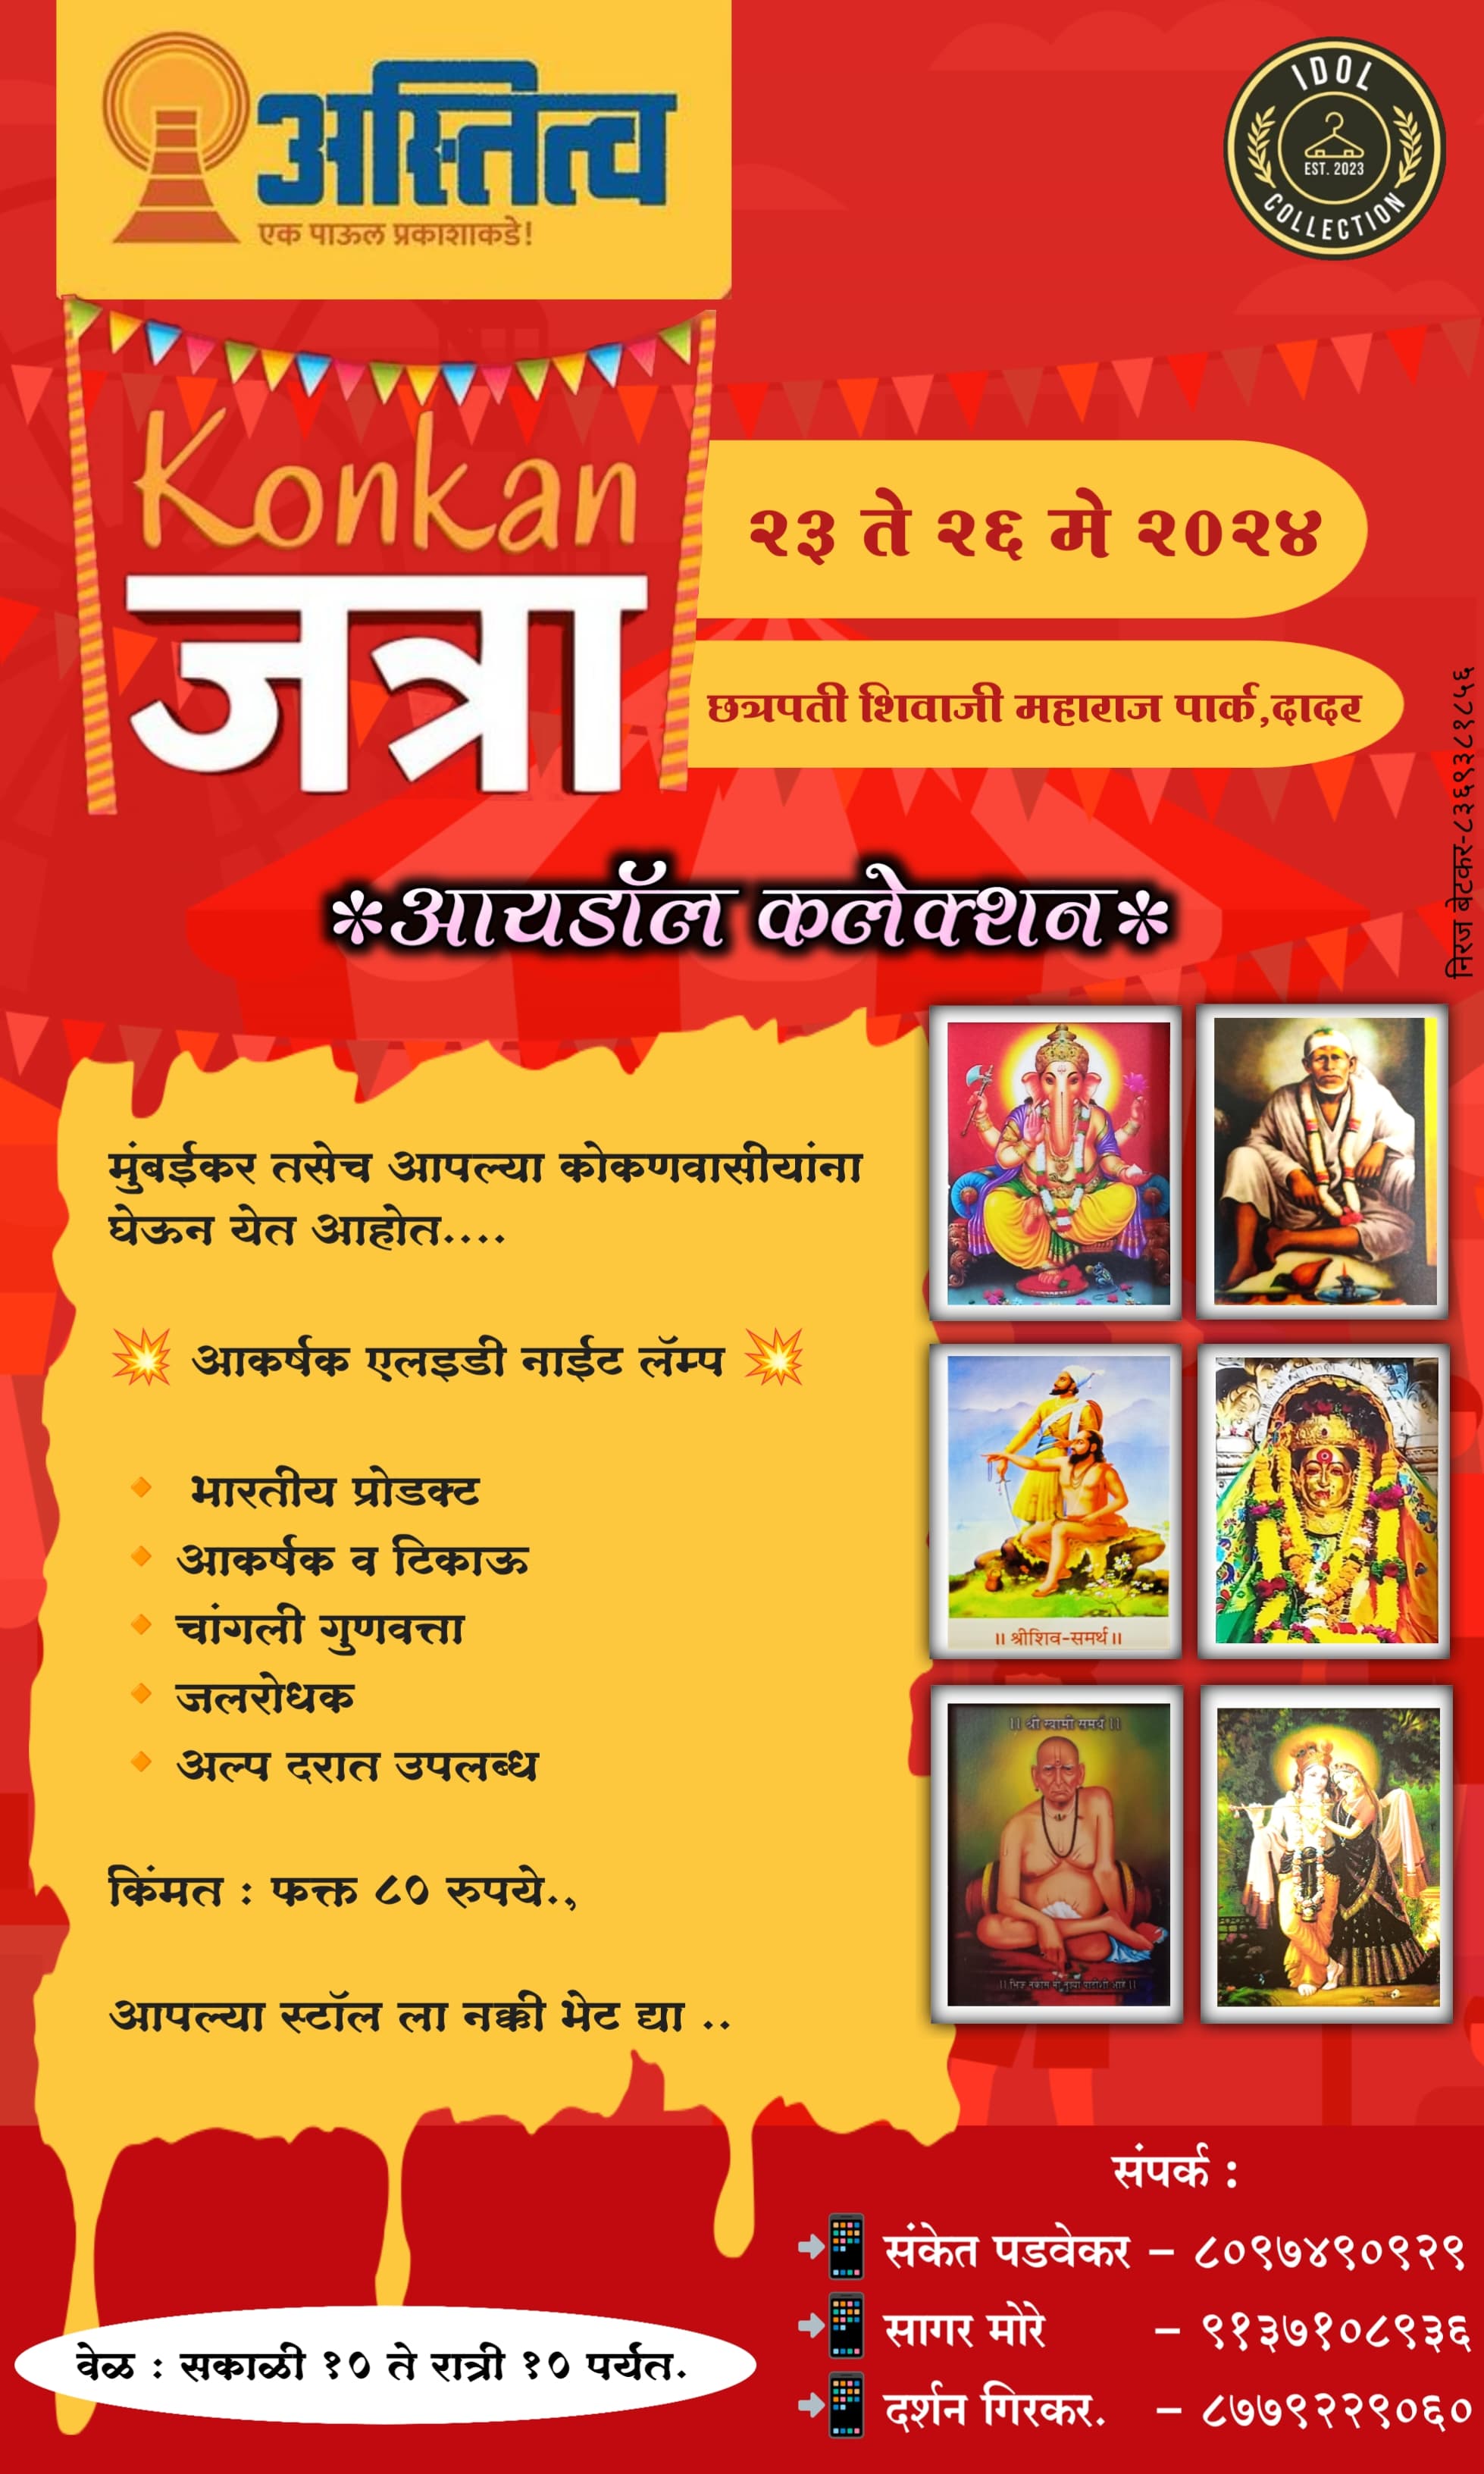 अस्तित्व
एक पाऊल प्रकाशाकडे!
IDOL
EST. 2023
COLLECTION
Konkan
जत्रा
२३ ते २६ मे २०२४
छत्रपती शिवाजी महाराज पार्क,दादर
निरज बेटकर-८३६९३८१८५६
*आयडॉल कलेक्शन*
मुंबईकर तसेच आपल्या कोकणवासीयांना
घेऊन येत आहोत....
💥 आकर्षक एलइडी नाईट लॅम्प 💥
🔸 भारतीय प्रोडक्ट
🔸 आकर्षक व टिकाऊ
🔸 चांगली गुणवत्ता
🔸 जलरोधक
🔸 अल्प दरात उपलब्ध
किंमत : फक्त ८० रुपये.,
आपल्या स्टॉल ला नक्की भेट द्या ..
॥ श्रीशिव-समर्थ॥
॥ श्री स्वामी समर्थ ॥
संपर्क :
📲 संकेत पडवेकर – ८०९७४९०९२९
📲 सागर मोरे – ९१३७१०८९३६
📲 दर्शन गिरकर. – ८७७९२२९०६०
वेळ : सकाळी १० ते रात्री १० पर्यंत.